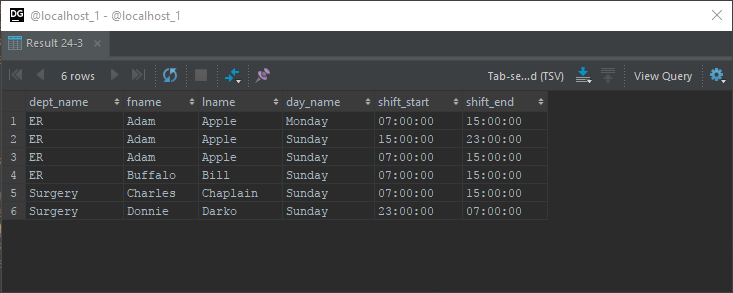 DG @localhost_1 - @localhost_1
Result 24-3
6 rows Tab-se...d (TSV) View Query
dept_name fname lname day_name shift_start shift_end
1 ER Adam Apple Monday 07:00:00 15:00:00
2 ER Adam Apple Sunday 15:00:00 23:00:00
3 ER Adam Apple Sunday 07:00:00 15:00:00
4 ER Buffalo Bill Sunday 07:00:00 15:00:00
5 Surgery Charles Chaplain Sunday 07:00:00 15:00:00
6 Surgery Donnie Darko Sunday 23:00:00 07:00:00